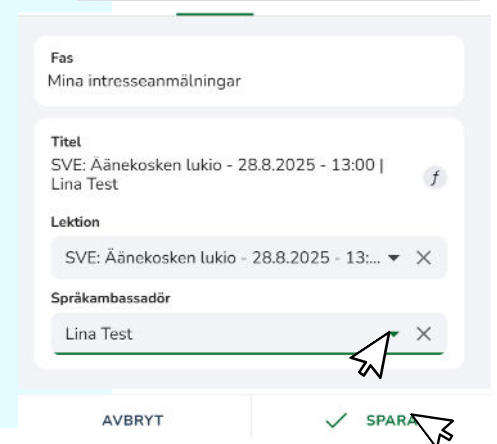 Fas
Mina intresseanmälningar
Titel
SVE: Äänekosken lukio - 28.8.2025 - 13:00 |
Lina Test
f
Lektion
SVE: Äänekosken lukio - 28.8.2025 - 13:...
Språkambassadör
Lina Test
AVBRYT
SPARA